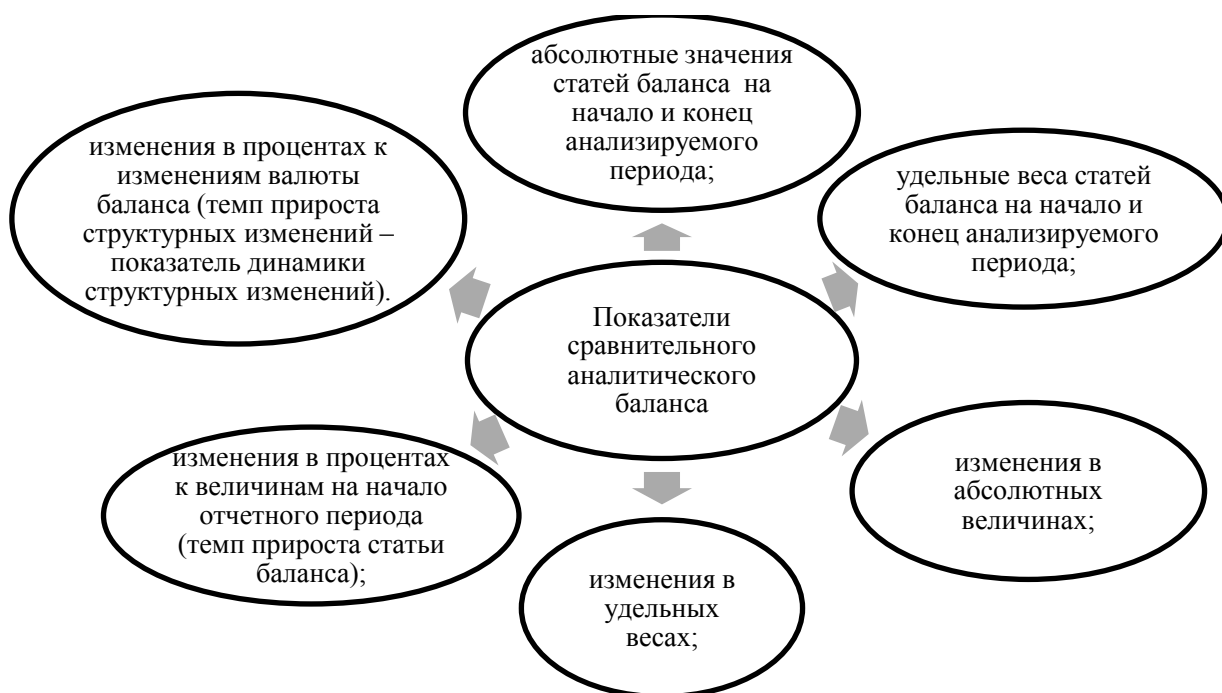 абсолютные значения
статей баланса на
начало и конец
анализируемого
периода;
удельные веса статей
баланса на начало и
конец анализируемого
периода;
изменения в
абсолютных
величинах;
изменения в
удельных
весах;
изменения в процентах
к величинам на начало
отчетного периода
(темп прироста статьи
баланса);
изменения в процентах к
изменениям валюты
баланса (темп прироста
структурных изменений –
показатель динамики
структурных изменений).
Показатели
сравнительного
аналитического
баланса